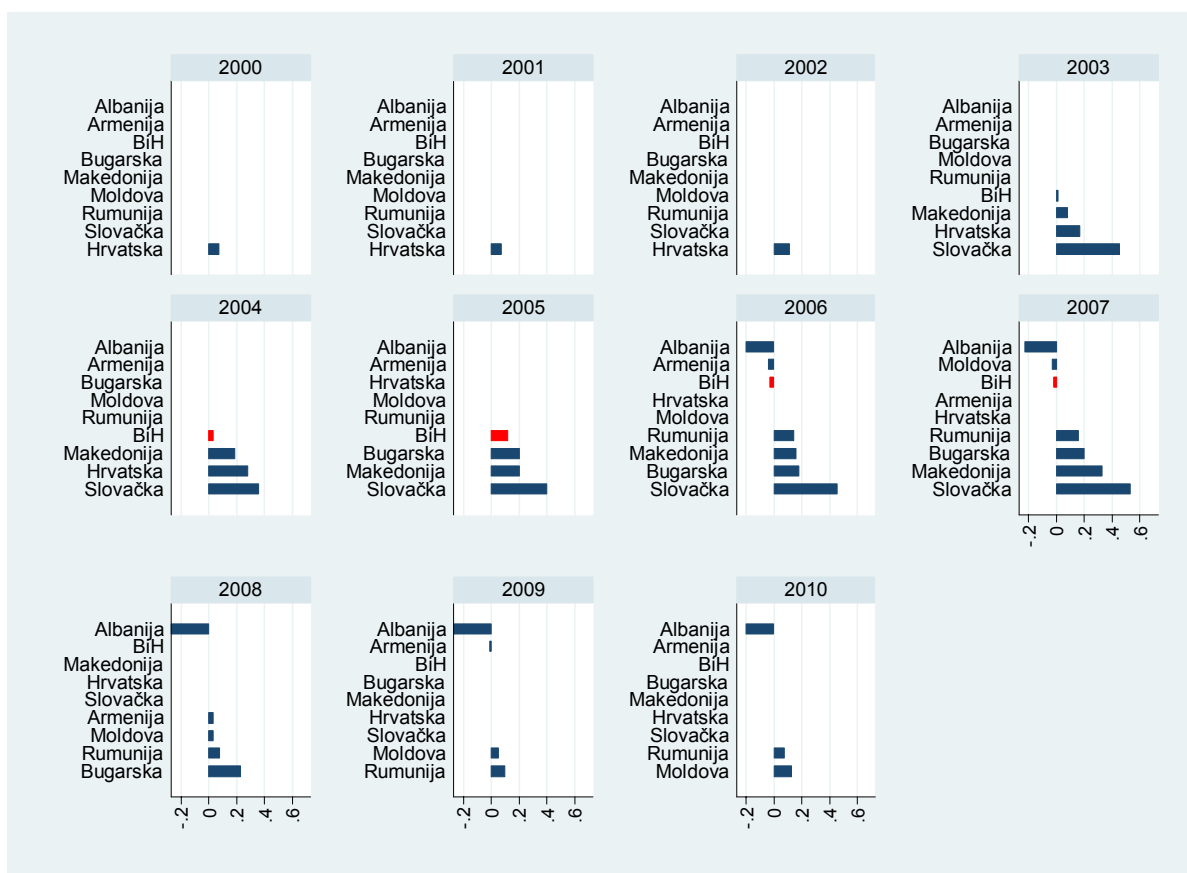 2000
Albanija
Armenija
BiH
Bugarska
Makedonija
Moldova
Rumunija
Slovačka
Hrvatska
2001
Albanija
Armenija
BiH
Bugarska
Makedonija
Moldova
Rumunija
Slovačka
Hrvatska
2002
Albanija
Armenija
BiH
Bugarska
Makedonija
Moldova
Rumunija
Slovačka
Hrvatska
2003
Albanija
Armenija
Bugarska
Moldova
Rumunija
BiH
Makedonija
Hrvatska
Slovačka
2004
Albanija
Armenija
Bugarska
Moldova
Rumunija
BiH
Makedonija
Hrvatska
Slovačka
2005
Albanija
Armenija
Hrvatska
Moldova
Rumunija
BiH
Bugarska
Makedonija
Slovačka
2006
Albanija
Armenija
BiH
Hrvatska
Moldova
Rumunija
Makedonija
Bugarska
Slovačka
2007
Albanija
Moldova
BiH
Armenija
Hrvatska
Rumunija
Bugarska
Makedonija
Slovačka
-.2 0 .2 .4 .6
2008
Albanija
BiH
Makedonija
Hrvatska
Slovačka
Armenija
Moldova
Rumunija
Bugarska
-.2 0 .2 .4 .6
2009
Albanija
Armenija
BiH
Bugarska
Makedonija
Hrvatska
Slovačka
Moldova
Rumunija
-.2 0 .2 .4 .6
2010
Albanija
Armenija
BiH
Bugarska
Makedonija
Hrvatska
Slovačka
Rumunija
Moldova
-.2 0 .2 .4 .6